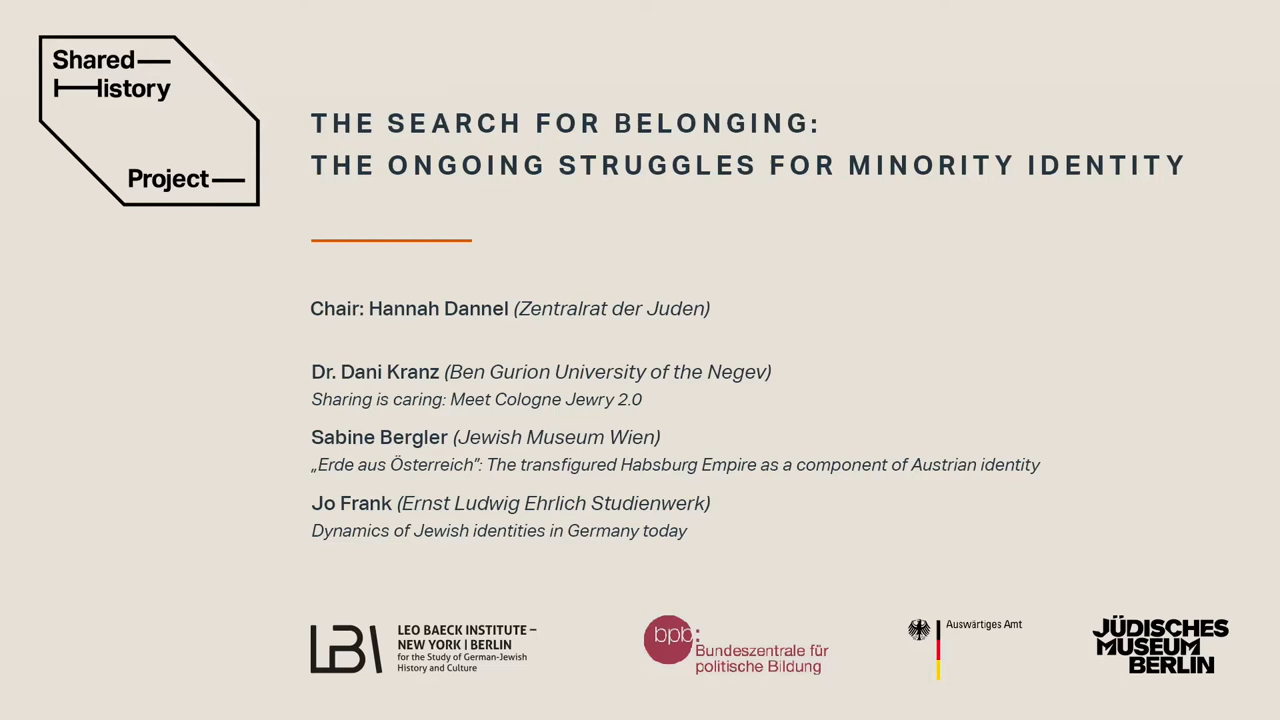 Shared—
History
Project—
THE SEARCH FOR BELONGING:
THE ONGOING STRUGGLES FOR MINORITY IDENTITY
Chair: Hannah Dannel (Zentralrat der Juden)
Dr. Dani Kranz (Ben Gurion University of the Negev)
Sharing is caring: Meet Cologne Jewry 2.0
Sabine Bergler (Jewish Museum Wien)
„Erde aus Österreich”: The transfigured Habsburg Empire as a component of Austrian identity
Jo Frank (Ernst Ludwig Ehrlich Studienwerk)
Dynamics of Jewish identities in Germany today
LBI
LEO BAECK INSTITUTE –
NEW YORK | BERLIN
for the Study of German-Jewish
History and Culture
bpb:
Bundeszentrale für
politische Bildung
Auswärtiges Amt
JÜDISCHES
MUSEUM
BERLIN